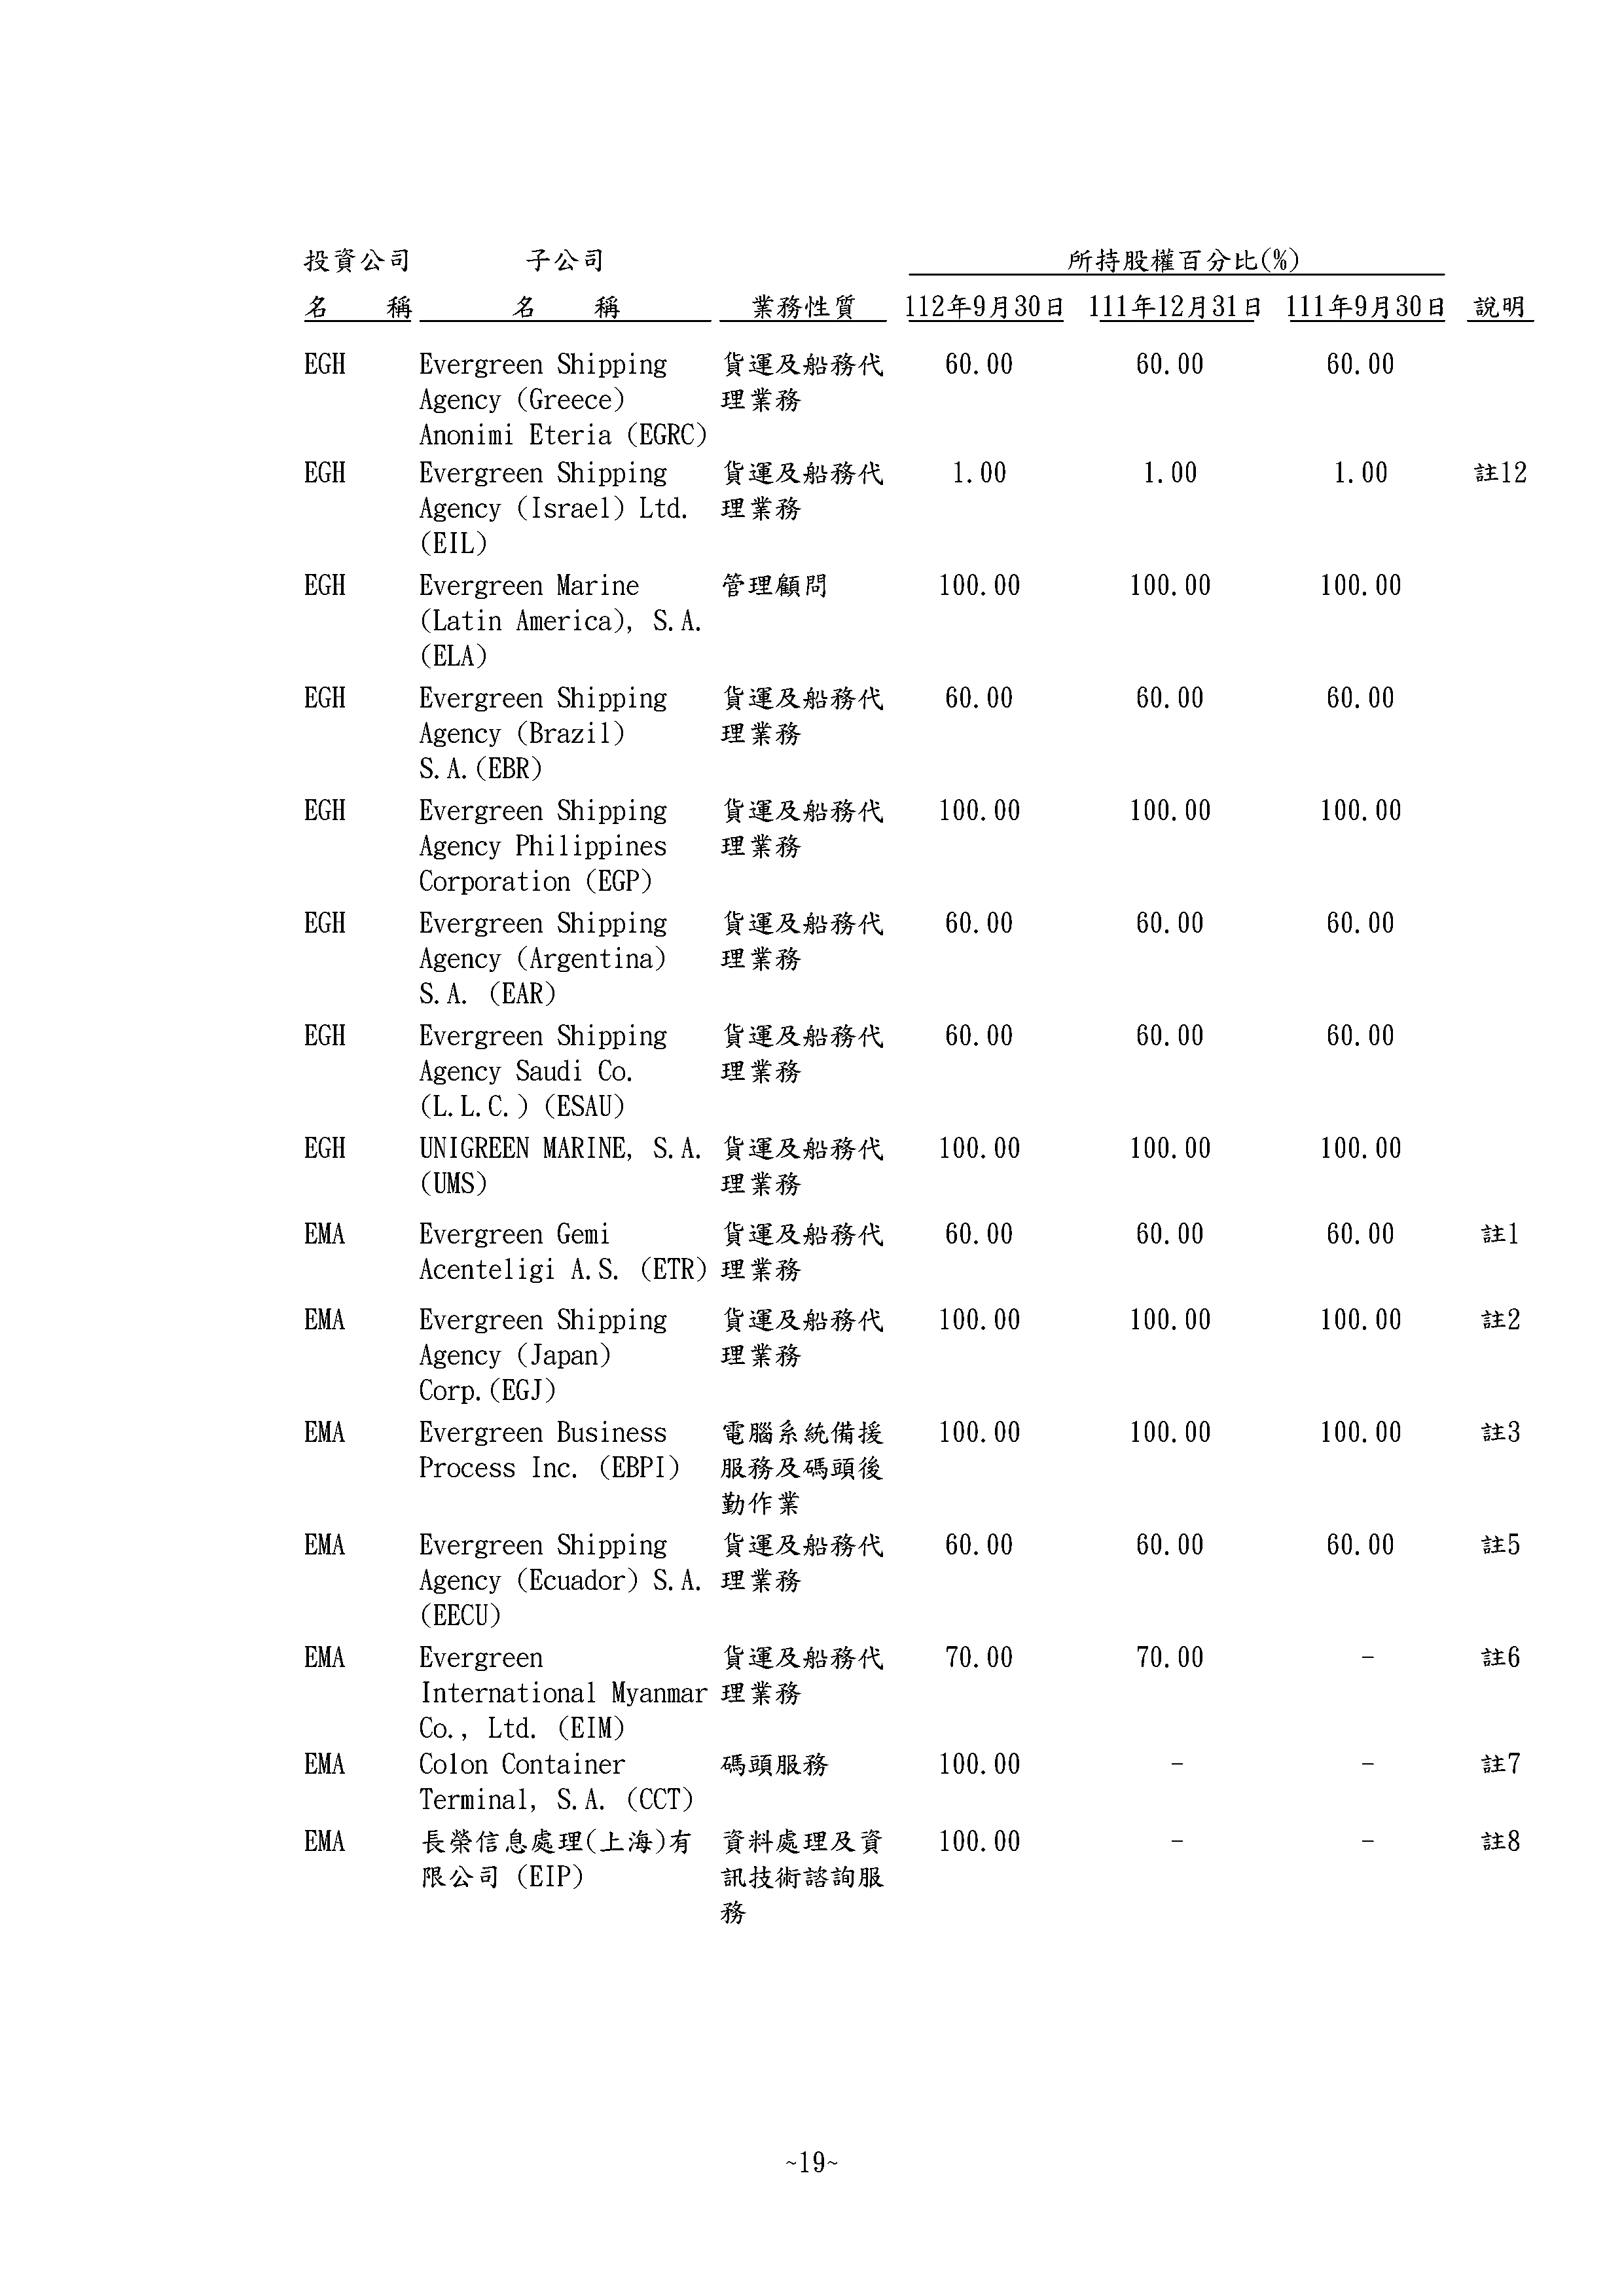 投資公司 子公司 所持股權百分比(%)
名 稱 名 稱 業務性質 112年9月30日 111年12月31日 111年9月30日 說明
EGH Evergreen Shipping 貨運及船務代 60.00 60.00 60.00
Agency (Greece) 理業務
Anonimi Eteria (EGRC)
EGH Evergreen Shipping 貨運及船務代 1.00 1.00 1.00 註12
Agency (Israel) Ltd. 理業務
(EIL)
EGH Evergreen Marine 管理顧問 100.00 100.00 100.00
(Latin America), S.A.
(ELA)
EGH Evergreen Shipping 貨運及船務代 60.00 60.00 60.00
Agency (Brazil) 理業務
S.A.(EBR)
EGH Evergreen Shipping 貨運及船務代 100.00 100.00 100.00
Agency Philippines 理業務
Corporation (EGP)
EGH Evergreen Shipping 貨運及船務代 60.00 60.00 60.00
Agency (Argentina) 理業務
S.A. (EAR)
EGH Evergreen Shipping 貨運及船務代 60.00 60.00 60.00
Agency Saudi Co. 理業務
(L.L.C.) (ESAU)
EGH UNIGREEN MARINE, S.A. 貨運及船務代 100.00 100.00 100.00
(UMS) 理業務
EMA Evergreen Gemi 貨運及船務代 60.00 60.00 60.00 註1
Acenteligi A.S. (ETR) 理業務
EMA Evergreen Shipping 貨運及船務代 100.00 100.00 100.00 註2
Agency (Japan) 理業務
Corp.(EGJ)
EMA Evergreen Business 電腦系統備援 100.00 100.00 100.00 註3
Process Inc. (EBPI) 服務及碼頭後
勤作業
EMA Evergreen Shipping 貨運及船務代 60.00 60.00 60.00 註5
Agency (Ecuador) S.A. 理業務
(EECU)
EMA Evergreen 貨運及船務代 70.00 70.00 - 註6
International Myanmar 理業務
Co., Ltd. (EIM)
EMA Colon Container 碼頭服務 100.00 - - 註7
Terminal, S.A. (CCT)
EMA 長榮信息處理(上海)有 資料處理及資 100.00 - - 註8
限公司 (EIP) 訊技術諮詢服
務
~19~